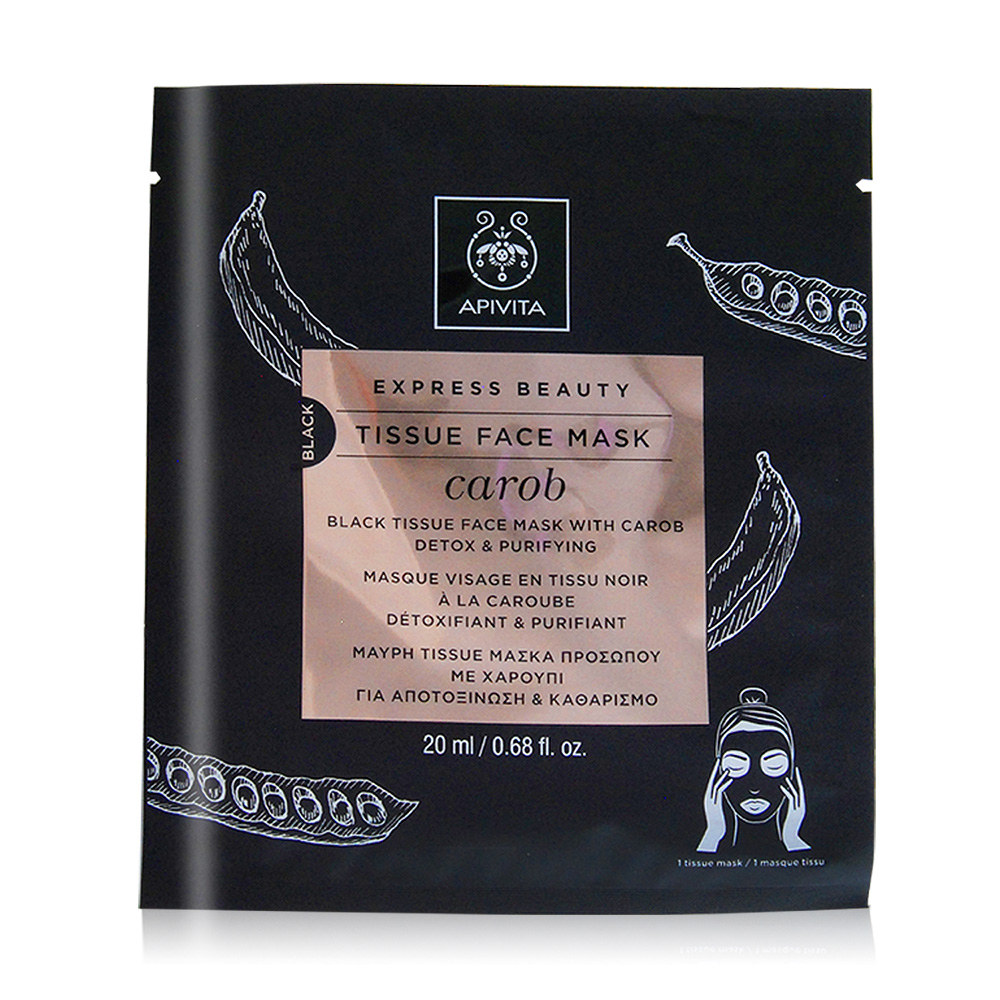 APIVITA
EXPRESS BEAUTY
BLACK
TISSUE FACE MASK
carob
BLACK TISSUE FACE MASK WITH CAROB
DETOX & PURIFYING
MASQUE VISAGE EN TISSU NOIR
À LA CAROUBE
DÉTOXIFIANT & PURIFIANT
ΜΑΥΡΗ TISSUE ΜΑΣΚΑ ΠΡΟΣΩΠΟΥ
ΜΕ ΧΑΡΟΥΠΙ
ΓΙΑ ΑΠΟΤΟΞΙΝΩΣΗ & ΚΑΘΑΡΙΣΜΟ
20 ml / 0.68 fl. oz.
1 tissue mask / 1 masque tissu